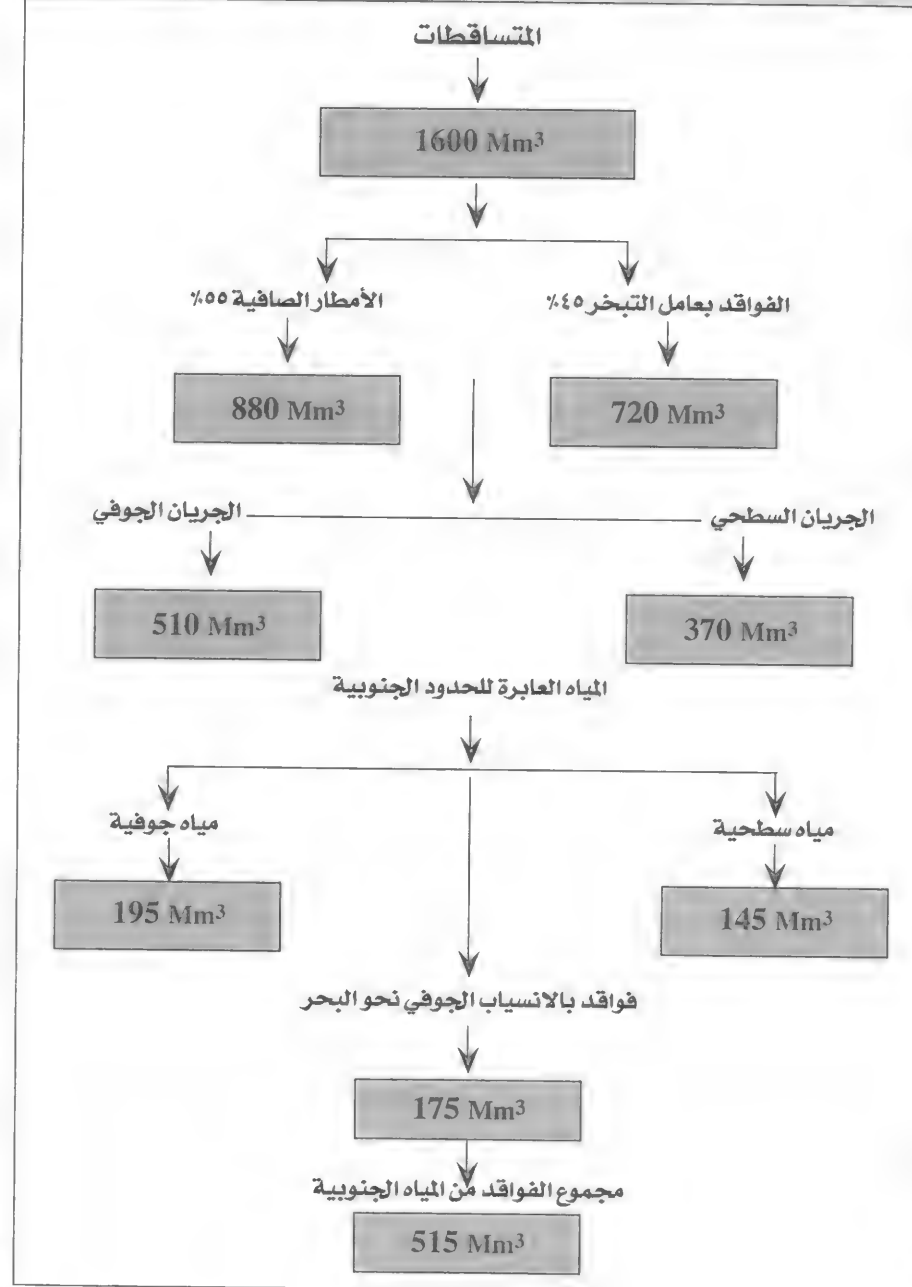 المتساقطات
1600 Mm³
الفواقد بعامل التبخر ٤٥٪
الأمطار الصافية ٥٥٪
720 Mm³
880 Mm³
الجريان السطحي
الجريان الجوفي
370 Mm³
510 Mm³
المياه العابرة للحدود الجنوبية
مياه سطحية
مياه جوفية
145 Mm³
195 Mm³
فواقد بالانسياب الجوفي نحو البحر
175 Mm³
مجموع الفواقد من المياه الجنوبية
515 Mm³